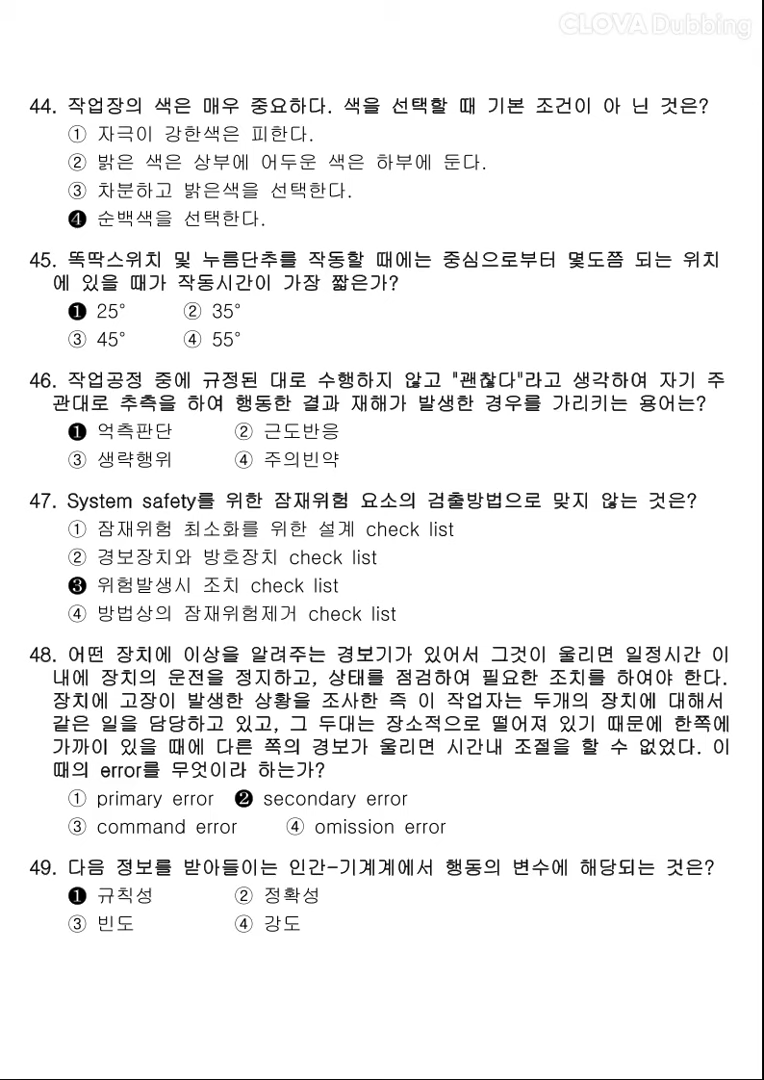 CLOVA Dubbing
44. 작업장의 색은 매우 중요하다. 색을 선택할 때 기본 조건이 아 닌 것은?
① 자극이 강한색은 피한다.
② 밝은 색은 상부에 어두운 색은 하부에 둔다.
③ 차분하고 밝은색을 선택한다.
❹ 순백색을 선택한다.
45. 똑딱스위치 및 누름단추를 작동할 때에는 중심으로부터 몇도쯤 되는 위치
에 있을 때가 작동시간이 가장 짧은가?
❶ 25° ② 35°
③ 45° ④ 55°
46. 작업공정 중에 규정된 대로 수행하지 않고 "괜찮다"라고 생각하여 자기 주
관대로 추측을 하여 행동한 결과 재해가 발생한 경우를 가리키는 용어는?
❶ 억측판단 ② 근도반응
③ 생략행위 ④ 주의빈약
47. System safety를 위한 잠재위험 요소의 검출방법으로 맞지 않는 것은?
① 잠재위험 최소화를 위한 설계 check list
② 경보장치와 방호장치 check list
❸ 위험발생시 조치 check list
④ 방법상의 잠재위험제거 check list
48. 어떤 장치에 이상을 알려주는 경보기가 있어서 그것이 울리면 일정시간 이
내에 장치의 운전을 정지하고, 상태를 점검하여 필요한 조치를 하여야 한다.
장치에 고장이 발생한 상황을 조사한 즉 이 작업자는 두개의 장치에 대해서
같은 일을 담당하고 있고, 그 두대는 장소적으로 떨어져 있기 때문에 한쪽에
가까이 있을 때에 다른 쪽의 경보가 울리면 시간내 조절을 할 수 없었다. 이
때의 error를 무엇이라 하는가?
① primary error ❷ secondary error
③ command error ④ omission error
49. 다음 정보를 받아들이는 인간-기계계에서 행동의 변수에 해당되는 것은?
❶ 규칙성 ② 정확성
③ 빈도 ④ 강도